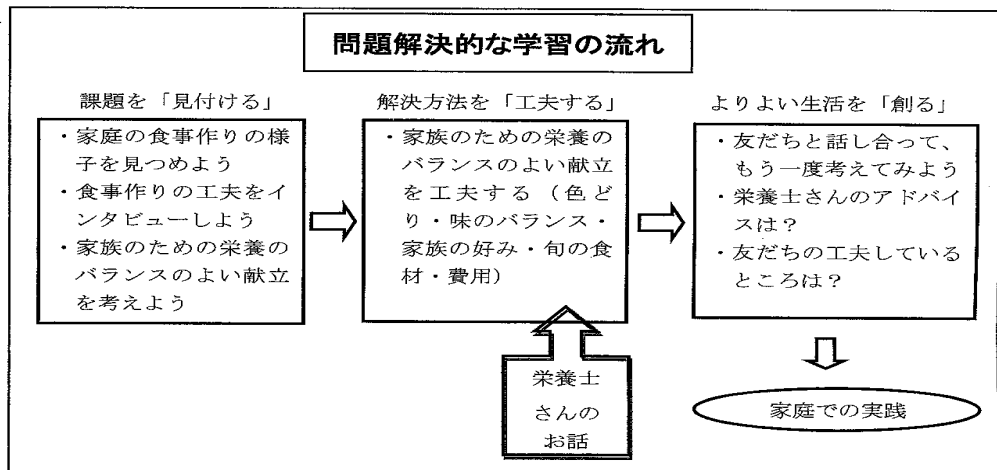 問題解決的な学習の流れ
課題を「見付ける」
・家庭の食事作りの様
子を見つめよう
・食事作りの工夫をイ
ンタビューしよう
・家族のための栄養の
バランスのよい献立
を考えよう
解決方法を「工夫する」
・家族のための栄養の
バランスのよい献立
を工夫する（色ど
り・味のバランス・
家族の好み・旬の食
材・費用）
栄養士
さんの
お話
よりよい生活を「創る」
・友だちと話し合って、
もう一度考えてみよう
・栄養士さんのアドバ
イスは？
・友だちの工夫している
ところは？
家庭での実践